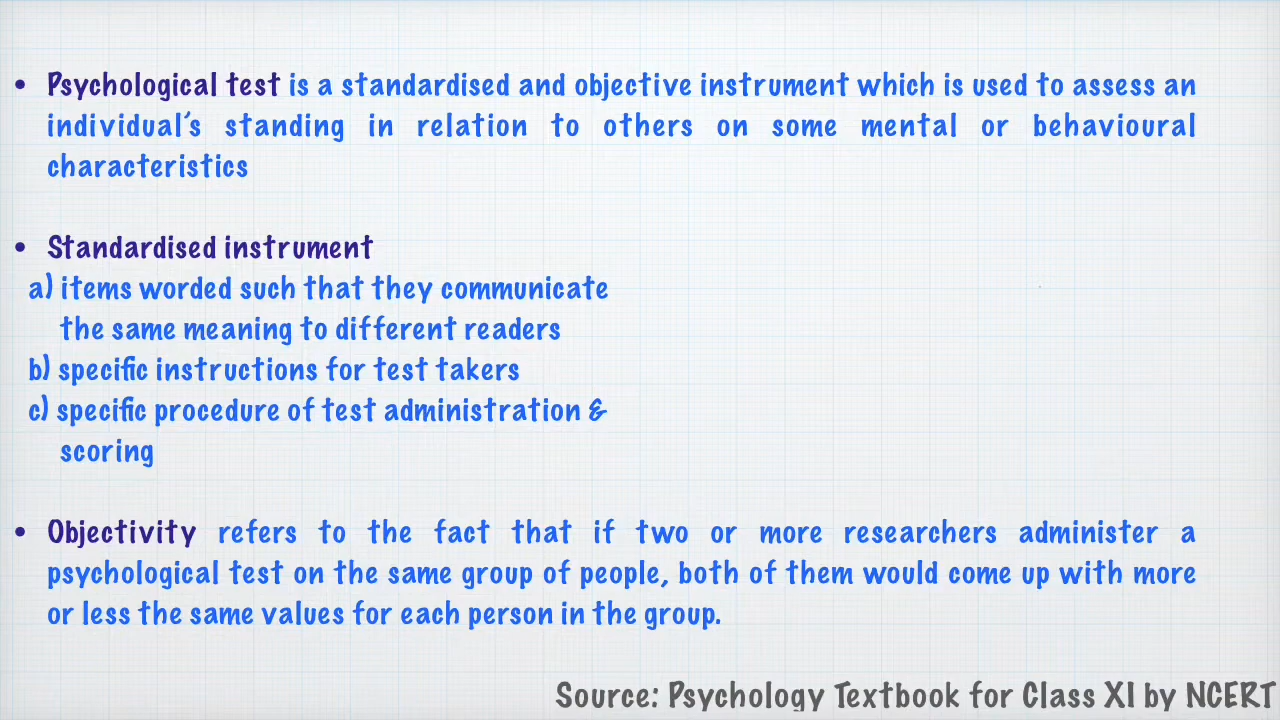 • Psychological test is a standardised and objective instrument which is used to assess an
individual's standing in relation to others on some mental or behavioural
characteristics
• Standardised instrument
a) items worded such that they communicate
the same meaning to different readers
b) specific instructions for test takers
c) specific procedure of test administration &
scoring
• Objectivity refers to the fact that if two or more researchers administer a
psychological test on the same group of people, both of them would come up with more
or less the same values for each person in the group.
Source: Psychology Textbook for Class XI by NCERT